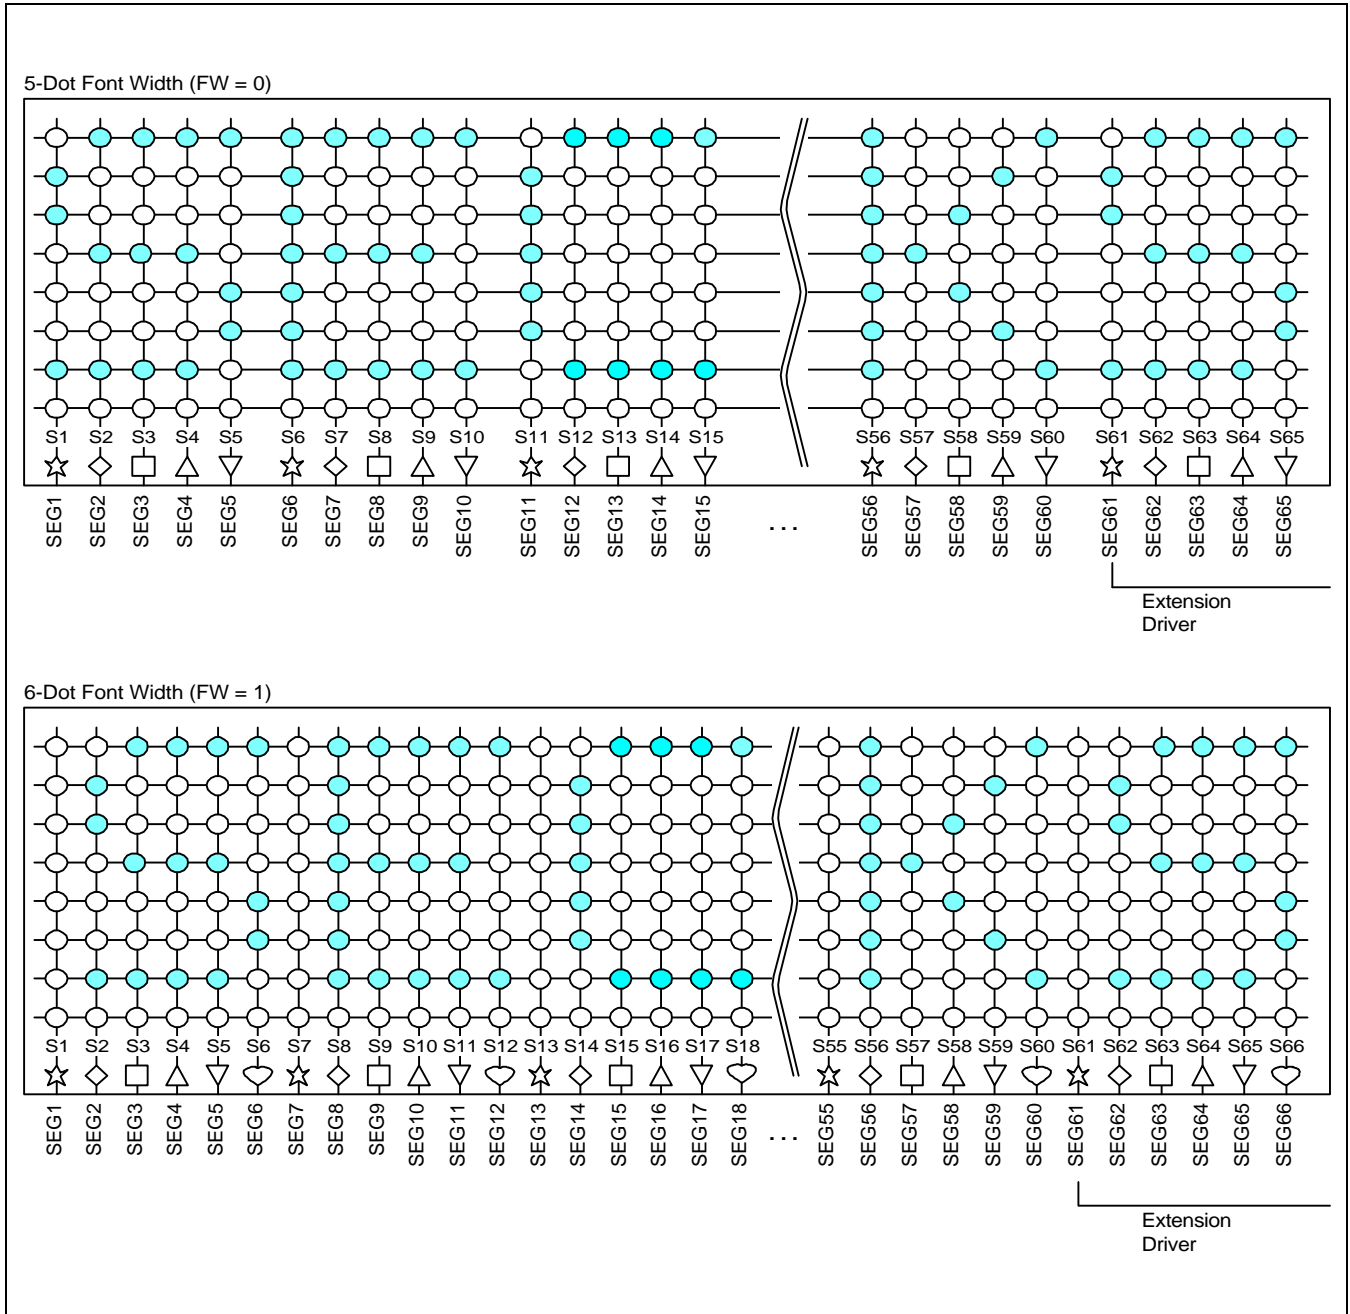 5-Dot Font Width (FW = 0)
S1 S2 S3 S4 S5 S6 S7 S8 S9 S10 S11 S12 S13 S14 S15 S56 S57 S58 S59 S60 S61 S62 S63 S64 S65
SEG1 SEG2 SEG3 SEG4 SEG5 SEG6 SEG7 SEG8 SEG9 SEG10 SEG11 SEG12 SEG13 SEG14 SEG15 ... SEG56 SEG57 SEG58 SEG59 SEG60 SEG61 SEG62 SEG63 SEG64 SEG65
Extension
Driver
6-Dot Font Width (FW = 1)
S1 S2 S3 S4 S5 S6 S7 S8 S9 S10 S11 S12 S13 S14 S15 S16 S17 S18 S55 S56 S57 S58 S59 S60 S61 S62 S63 S64 S65 S66
SEG1 SEG2 SEG3 SEG4 SEG5 SEG6 SEG7 SEG8 SEG9 SEG10 SEG11 SEG12 SEG13 SEG14 SEG15 SEG16 SEG17 SEG18 ... SEG55 SEG56 SEG57 SEG58 SEG59 SEG60 SEG61 SEG62 SEG63 SEG64 SEG65 SEG66
Extension
Driver